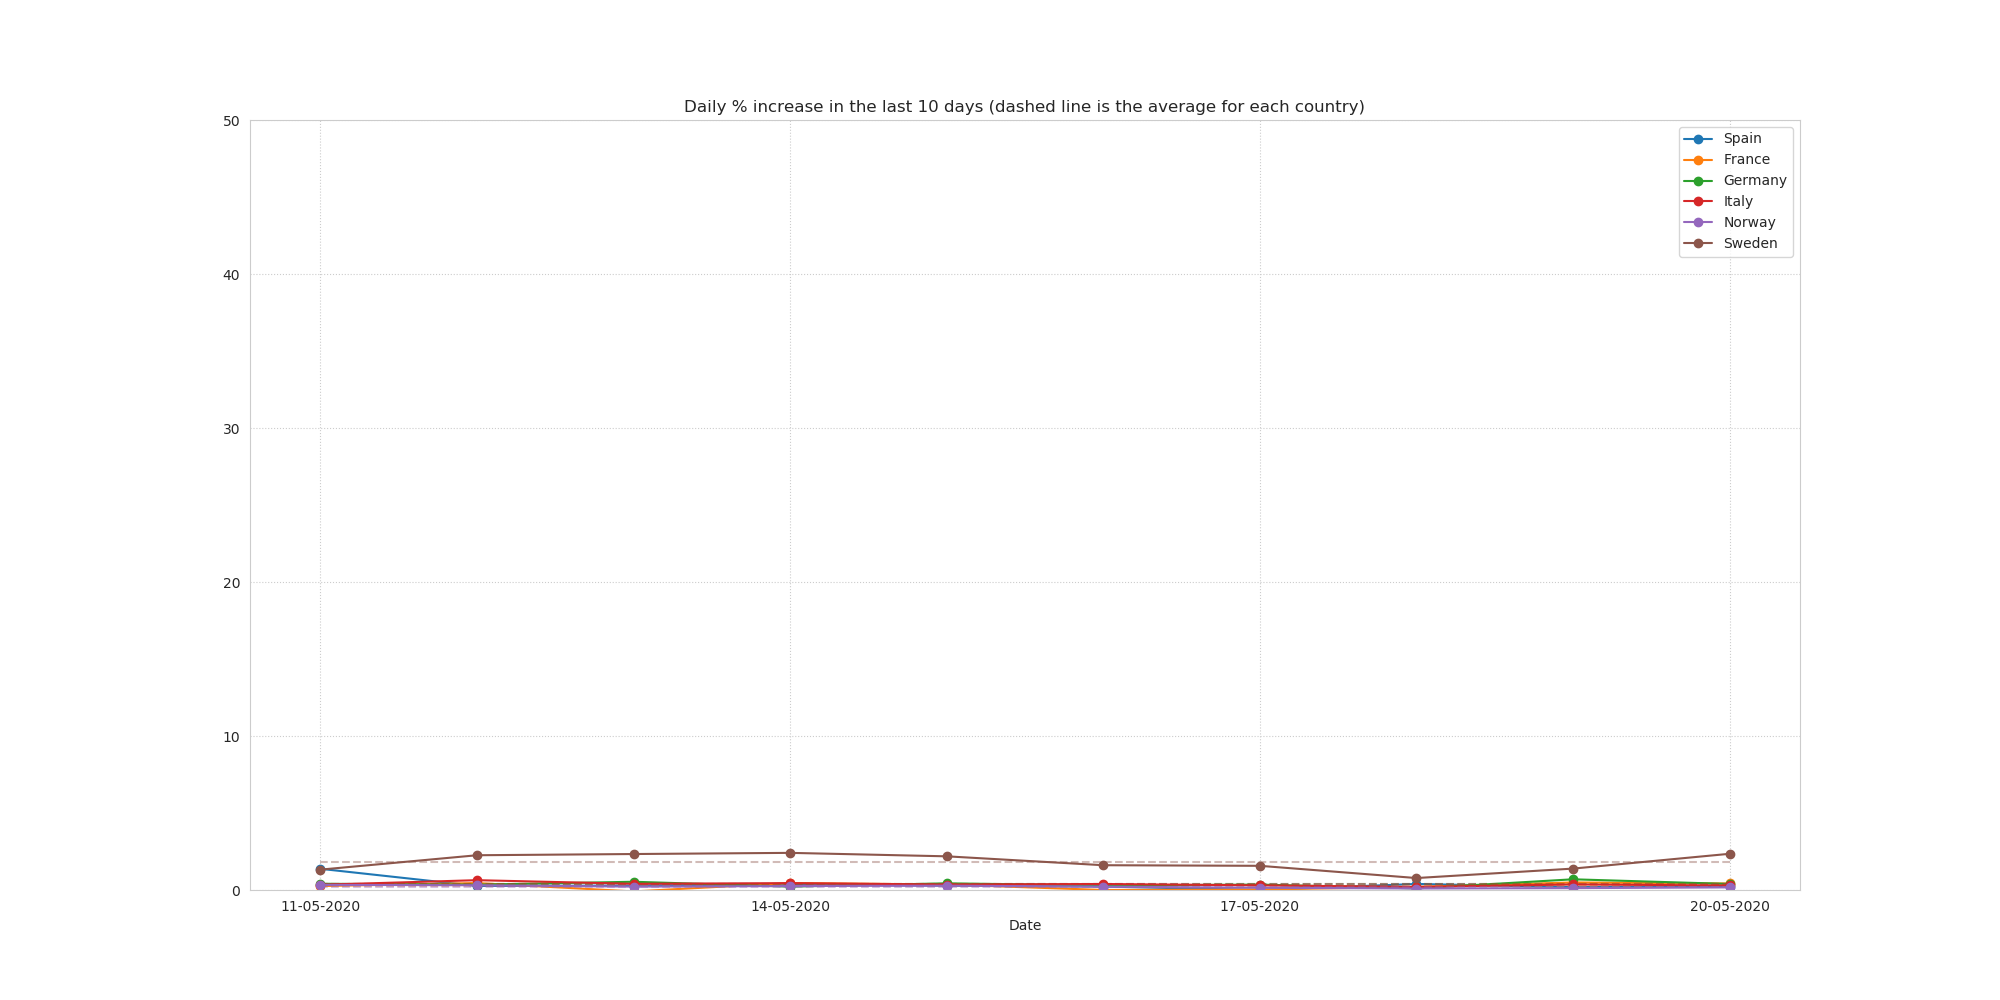 Daily % increase in the last 10 days (dashed line is the average for each country)
50
40
30
20
10
0
Spain
France
Germany
Italy
Norway
Sweden
11-05-2020 14-05-2020 17-05-2020 20-05-2020
Date